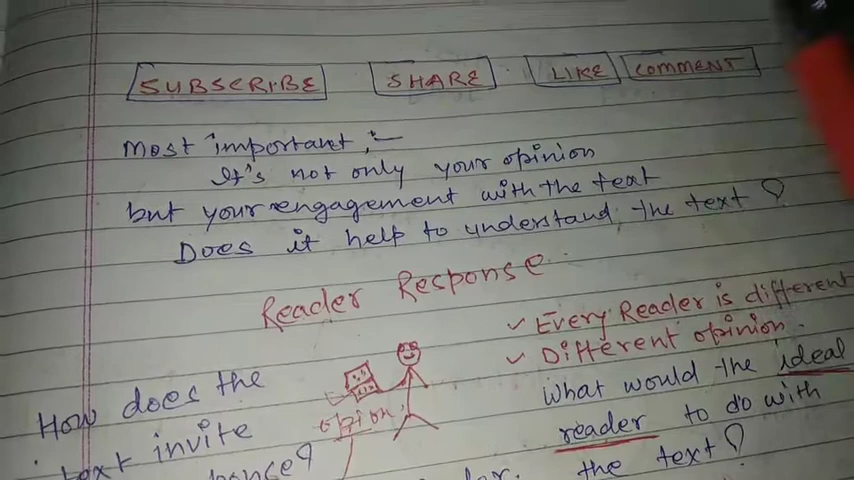 SUBSCRIBE SHARE LIKE COMMENT
Most important :-
It's not only your opinion
but your engagement with the text
Does it help to understand the text ?
Reader Response
✓ Every Reader is different
✓ Different opinion.
What would the ideal
reader to do with
the text?
How does the
text invite
opinion